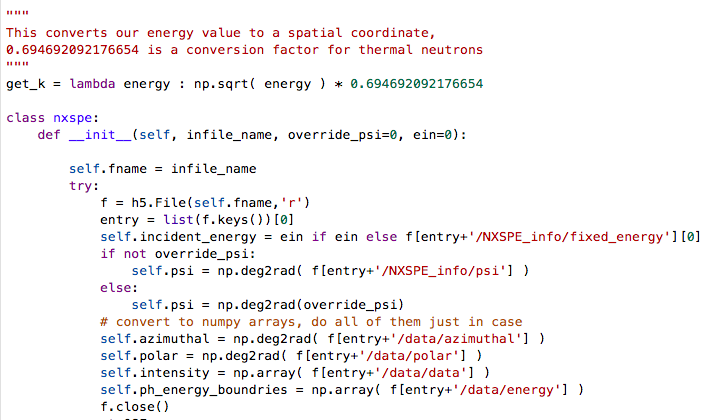 """
This converts our energy value to a spatial coordinate,
0.694692092176654 is a conversion factor for thermal neutrons
"""
get_k = lambda energy : np.sqrt( energy ) * 0.694692092176654
class nxspe:
def __init__(self, infile_name, override_psi=0, ein=0):
self.fname = infile_name
try:
f = h5.File(self.fname,'r')
entry = list(f.keys())[0]
self.incident_energy = ein if ein else f[entry+'/NXSPE_info/fixed_energy'][0]
if not override_psi:
self.psi = np.deg2rad( f[entry+'/NXSPE_info/psi'] )
else:
self.psi = np.deg2rad(override_psi)
# convert to numpy arrays, do all of them just in case
self.azimuthal = np.deg2rad( f[entry+'/data/azimuthal'] )
self.polar = np.deg2rad( f[entry+'/data/polar'] )
self.intensity = np.array( f[entry+'/data/data'] )
self.ph_energy_boundries = np.array( f[entry+'/data/energy'] )
f.close()